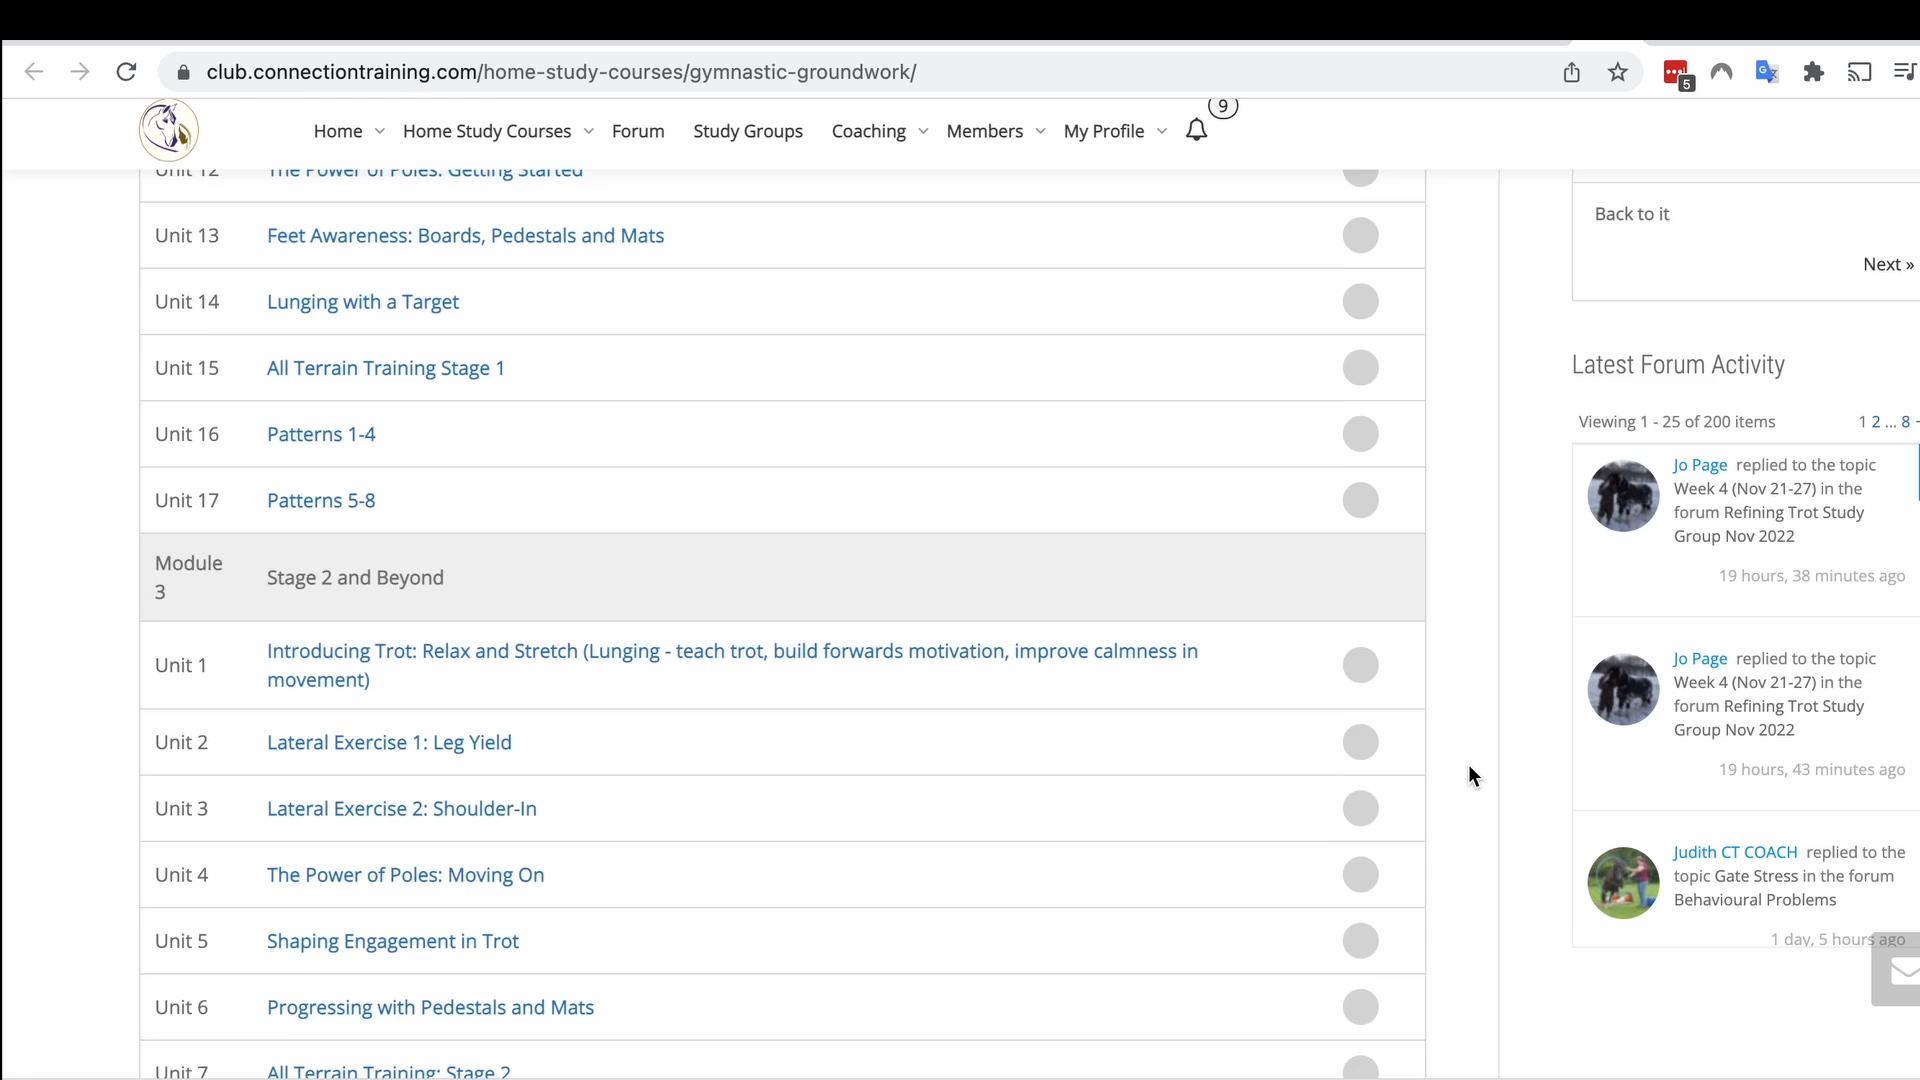 club.connectiontraining.com/home-study-courses/gymnastic-groundwork/
5
Home
Home Study Courses
Forum
Study Groups
Coaching
Members
My Profile
9
Unit 12
The Power of Poles: Getting Started
Unit 13
Feet Awareness: Boards, Pedestals and Mats
Unit 14
Lunging with a Target
Unit 15
All Terrain Training Stage 1
Unit 16
Patterns 1-4
Unit 17
Patterns 5-8
Module
3
Stage 2 and Beyond
Unit 1
Introducing Trot: Relax and Stretch (Lunging - teach trot, build forwards motivation, improve calmness in
movement)
Unit 2
Lateral Exercise 1: Leg Yield
Unit 3
Lateral Exercise 2: Shoulder-In
Unit 4
The Power of Poles: Moving On
Unit 5
Shaping Engagement in Trot
Unit 6
Progressing with Pedestals and Mats
Unit 7
All Terrain Training: Stage 2
Back to it
Next »
Latest Forum Activity
Viewing 1 - 25 of 200 items
1 2 ... 8
Jo Page replied to the topic
Week 4 (Nov 21-27) in the
forum Refining Trot Study
Group Nov 2022
19 hours, 38 minutes ago
Jo Page replied to the topic
Week 4 (Nov 21-27) in the
forum Refining Trot Study
Group Nov 2022
19 hours, 43 minutes ago
Judith CT COACH replied to the
topic Gate Stress in the forum
Behavioural Problems
1 day, 5 hours ago